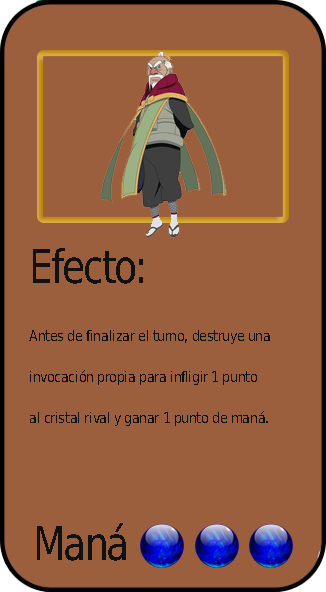 Efecto:
Antes de finalizar el turno, destruye una
invocación propia para infligir 1 punto
al cristal rival y ganar 1 punto de maná.
Maná